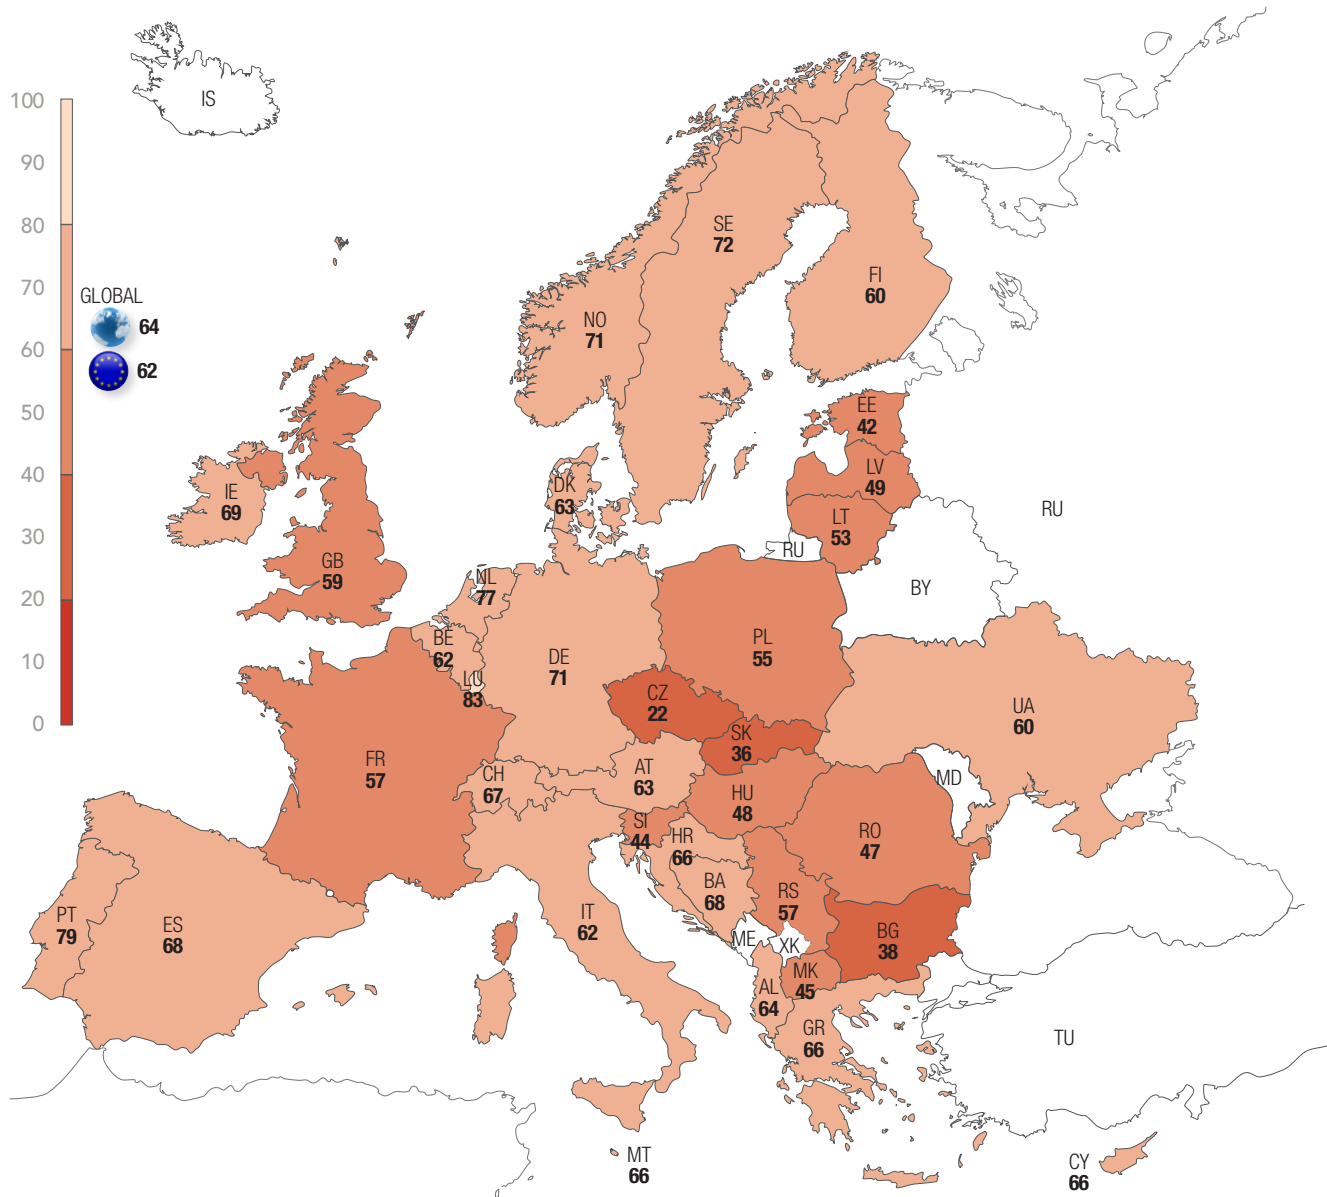 IS
100
90
80
70
60
50
40
30
20
10
0
GLOBAL
64
62
SE
72
FI
60
NO
71
EE
42
LV
49
LT
53
RU
RU
BY
DK
63
IE
69
GB
59
NL
77
BE
62
LU
83
DE
71
PL
55
CZ
22
SK
36
UA
60
MD
FR
57
CH
67
AT
63
HU
48
SI
44
HR
66
RO
47
BA
68
RS
57
BG
38
ME
XK
MK
45
AL
64
GR
66
IT
62
PT
79
ES
68
TU
MT
66
CY
66